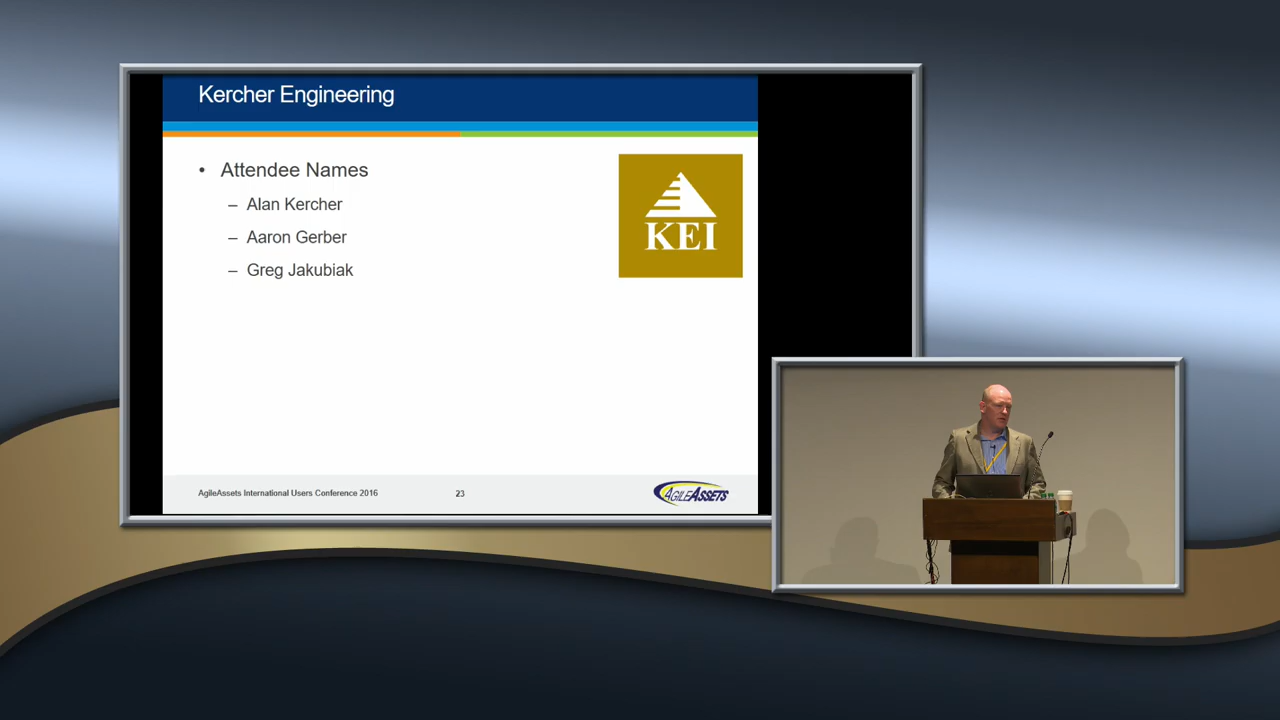 Kercher Engineering
• Attendee Names
– Alan Kercher
– Aaron Gerber
– Greg Jakubiak
KEI
AgileAssets International Users Conference 2016
23
AGILEASSETS